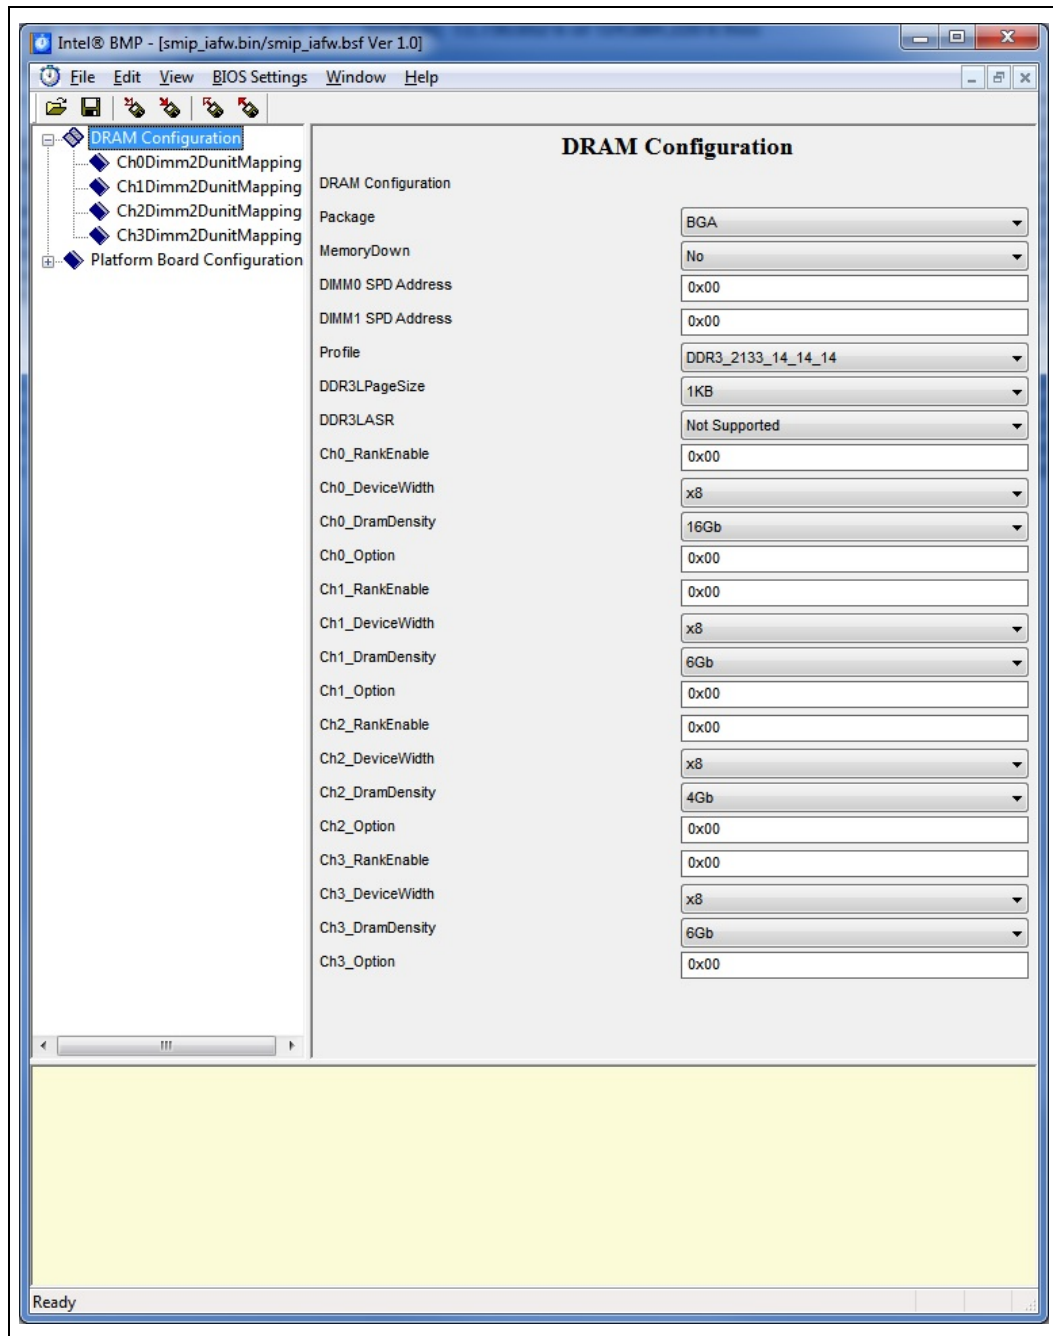 Intel® BMP - [smip_iafw.bin/smip_iafw.bsf Ver 1.0]
File Edit View BIOS Settings Window Help
DRAM Configuration
Ch0Dimm2DunitMapping
Ch1Dimm2DunitMapping
Ch2Dimm2DunitMapping
Ch3Dimm2DunitMapping
Platform Board Configuration
DRAM Configuration
DRAM Configuration
Package BGA
MemoryDown No
DIMM0 SPD Address 0x00
DIMM1 SPD Address 0x00
Profile DDR3_2133_14_14_14
DDR3LPageSize 1KB
DDR3LASR Not Supported
Ch0_RankEnable 0x00
Ch0_DeviceWidth x8
Ch0_DramDensity 16Gb
Ch0_Option 0x00
Ch1_RankEnable 0x00
Ch1_DeviceWidth x8
Ch1_DramDensity 6Gb
Ch1_Option 0x00
Ch2_RankEnable 0x00
Ch2_DeviceWidth x8
Ch2_DramDensity 4Gb
Ch2_Option 0x00
Ch3_RankEnable 0x00
Ch3_DeviceWidth x8
Ch3_DramDensity 6Gb
Ch3_Option 0x00
Ready